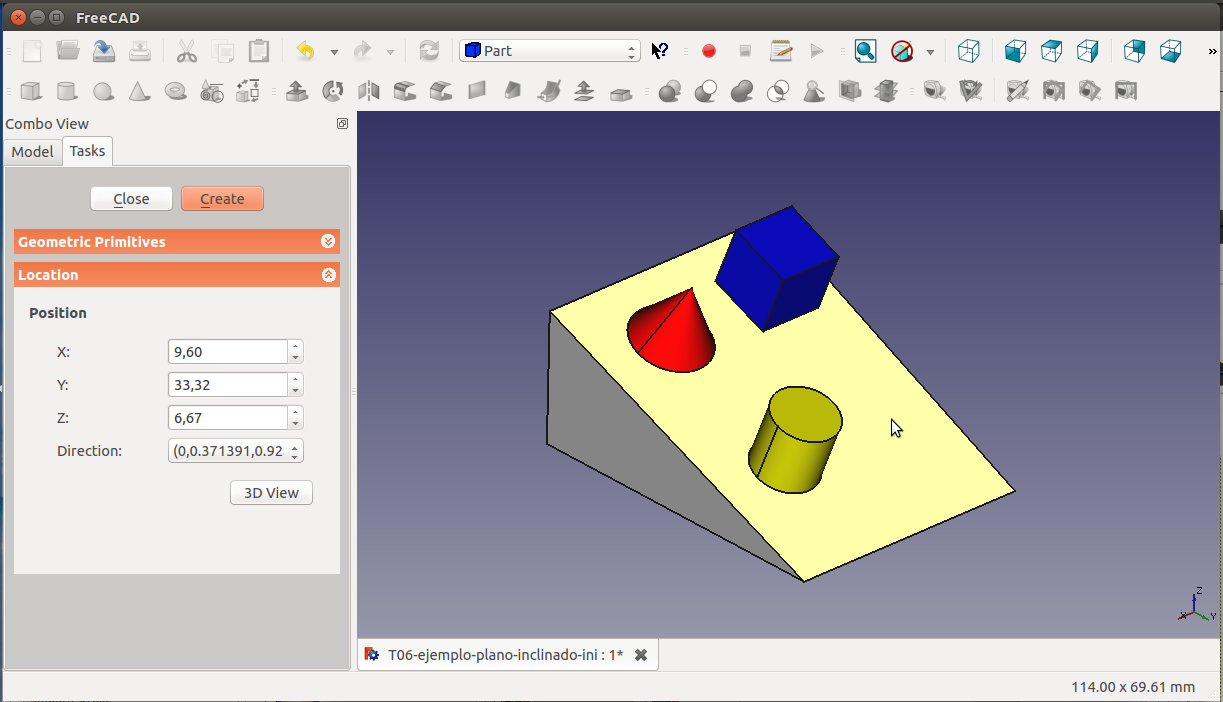 FreeCAD
Part
Combo View
Model
Tasks
Close
Create
Geometric Primitives
Location
Position
X:
9,60
Y:
33,32
Z:
6,67
Direction:
(0,0.371391,0.92
3D View
Z
X
Y
T06-ejemplo-plano-inclinado-ini : 1*
114.00 x 69.61 mm